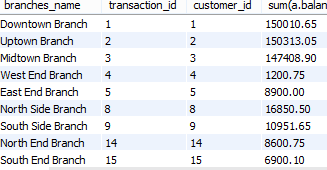 branches_name transaction_id customer_id sum(a.balan
Downtown Branch 1 1 150010.65
Uptown Branch 2 2 150313.05
Midtown Branch 3 3 147408.90
West End Branch 4 4 1200.75
East End Branch 5 5 8900.00
North Side Branch 8 8 16850.50
South Side Branch 9 9 10951.65
North End Branch 14 14 8600.75
South End Branch 15 15 6900.10